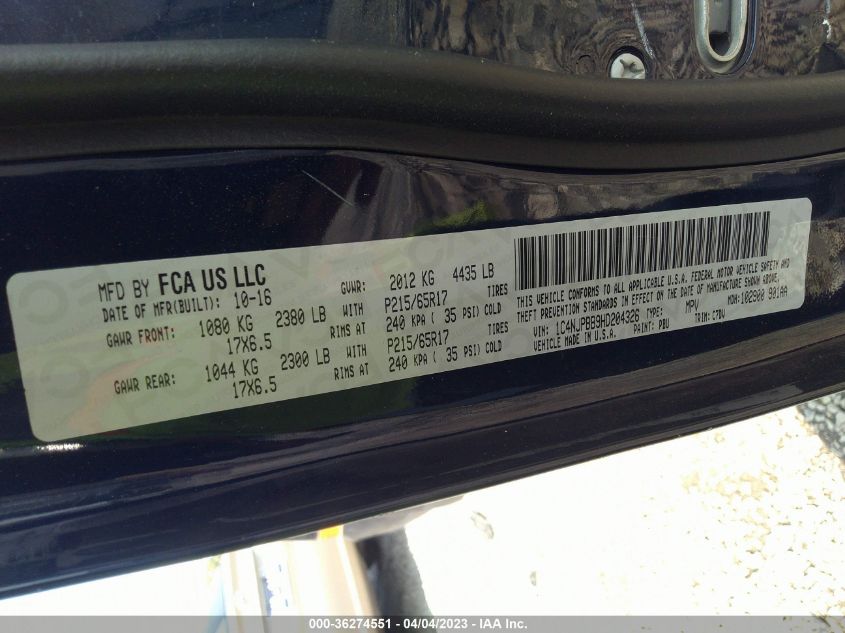 MFD BY FCA US LLC
DATE OF MFR(BUILT): 10-16
GVWR: 2012 KG 4435 LB
GAWR FRONT: 1080 KG 2380 LB WITH P215/65R17 TIRES
17X6.5 RIMS AT 240 KPA ( 35 PSI) COLD
GAWR REAR: 1044 KG 2300 LB WITH P215/65R17 TIRES
17X6.5 RIMS AT 240 KPA ( 35 PSI) COLD
THIS VEHICLE CONFORMS TO ALL APPLICABLE U.S.A. FEDERAL MOTOR VEHICLE SAFETY AND
THEFT PREVENTION STANDARDS IN EFFECT ON THE DATE OF MANUFACTURE SHOWN ABOVE.
VIN: 1C4NJPBB9HD204326 TYPE: MPV MDH: 102900 901AA
VEHICLE MADE IN U.S.A. PAINT: PBU TRIM: C7DV
000-36274551 - 04/04/2023 - IAA Inc.